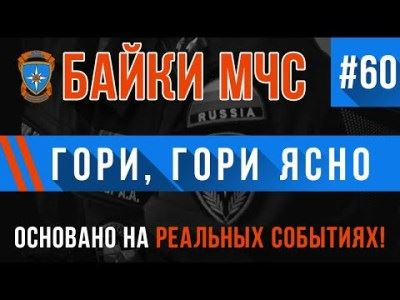 БАЙКИ МЧС
#60
RUSSIA
ГОРИ, ГОРИ ЯСНО
А.А.
ОСНОВАНО НА РЕАЛЬНЫХ СОБЫТИЯХ!